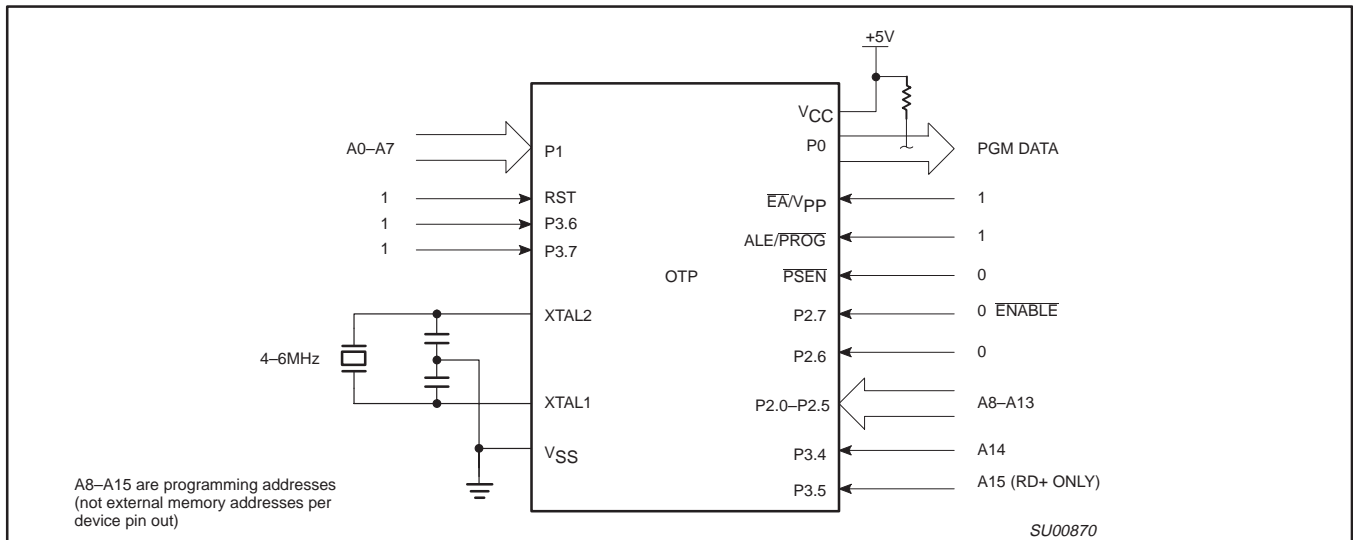 +5V
VCC
A0–A7
P1
P0
PGM DATA
1
RST
EA/VPP
1
1
P3.6
1
P3.7
ALE/PROG
1
OTP
PSEN
0
XTAL2
P2.7
0 ENABLE
4–6MHz
P2.6
0
XTAL1
P2.0–P2.5
A8–A13
VSS
P3.4
A14
P3.5
A15 (RD+ ONLY)
A8–A15 are programming addresses
(not external memory addresses per
device pin out)
SU00870